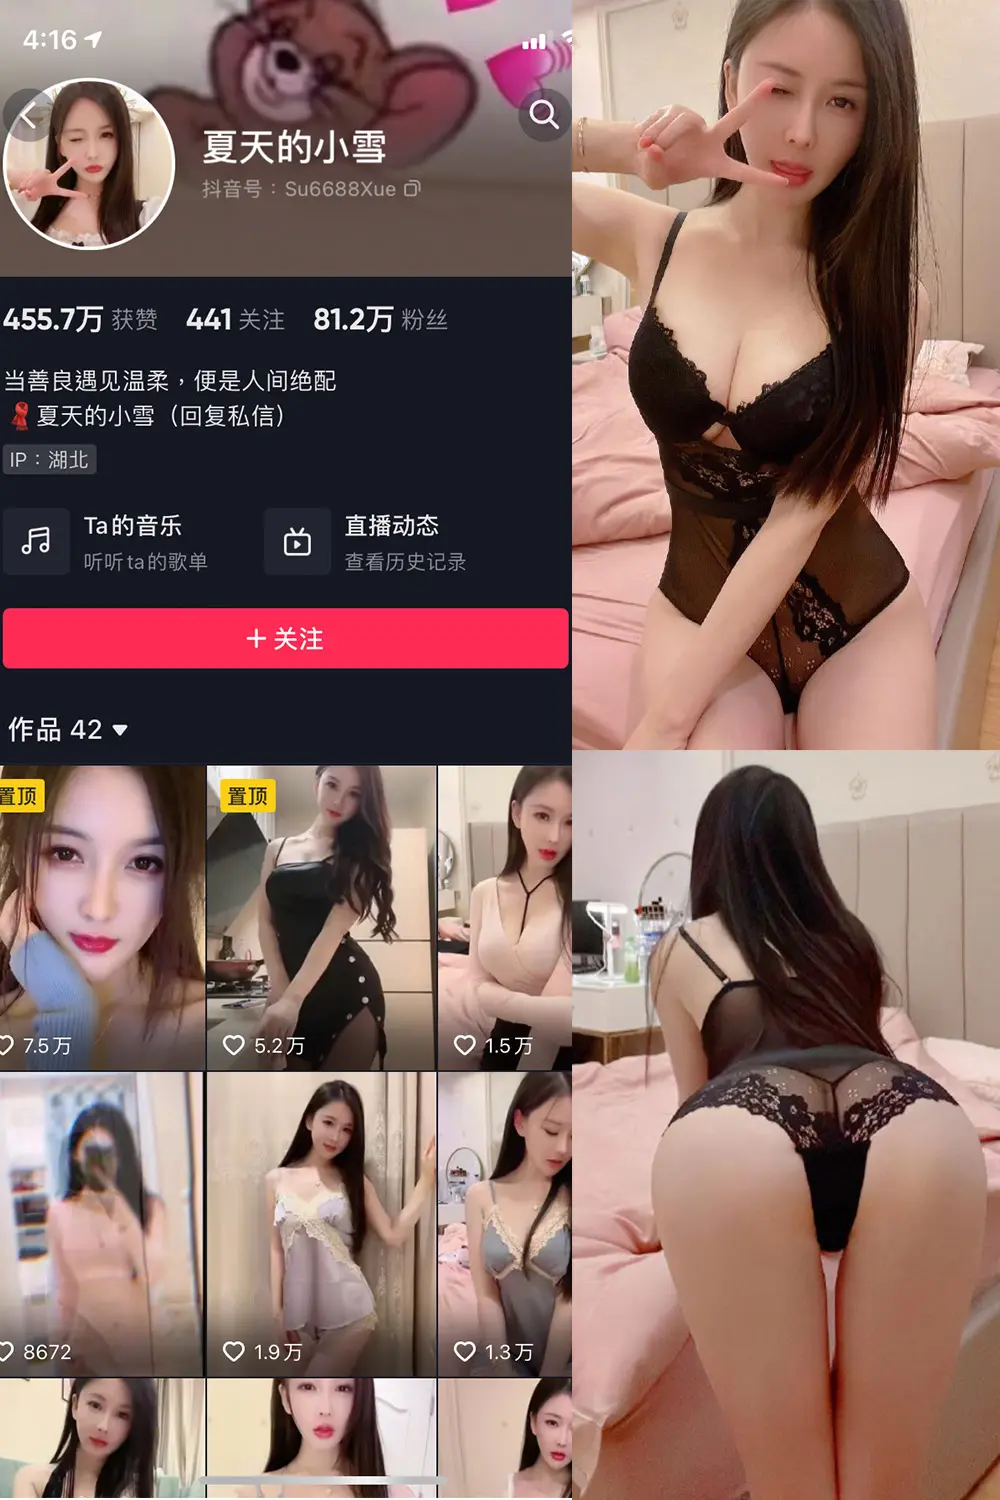 4:16
夏天的小雪
抖音号：Su6688Xue
455.7万 获赞 441 关注 81.2万 粉丝
当善良遇见温柔，便是人间绝配
夏天的小雪（回复私信）
IP：湖北
Ta的音乐
听听ta的歌单
直播动态
查看历史记录
+ 关注
作品 42
置顶
置顶
7.5万
5.2万
1.5万
8672
1.9万
1.3万